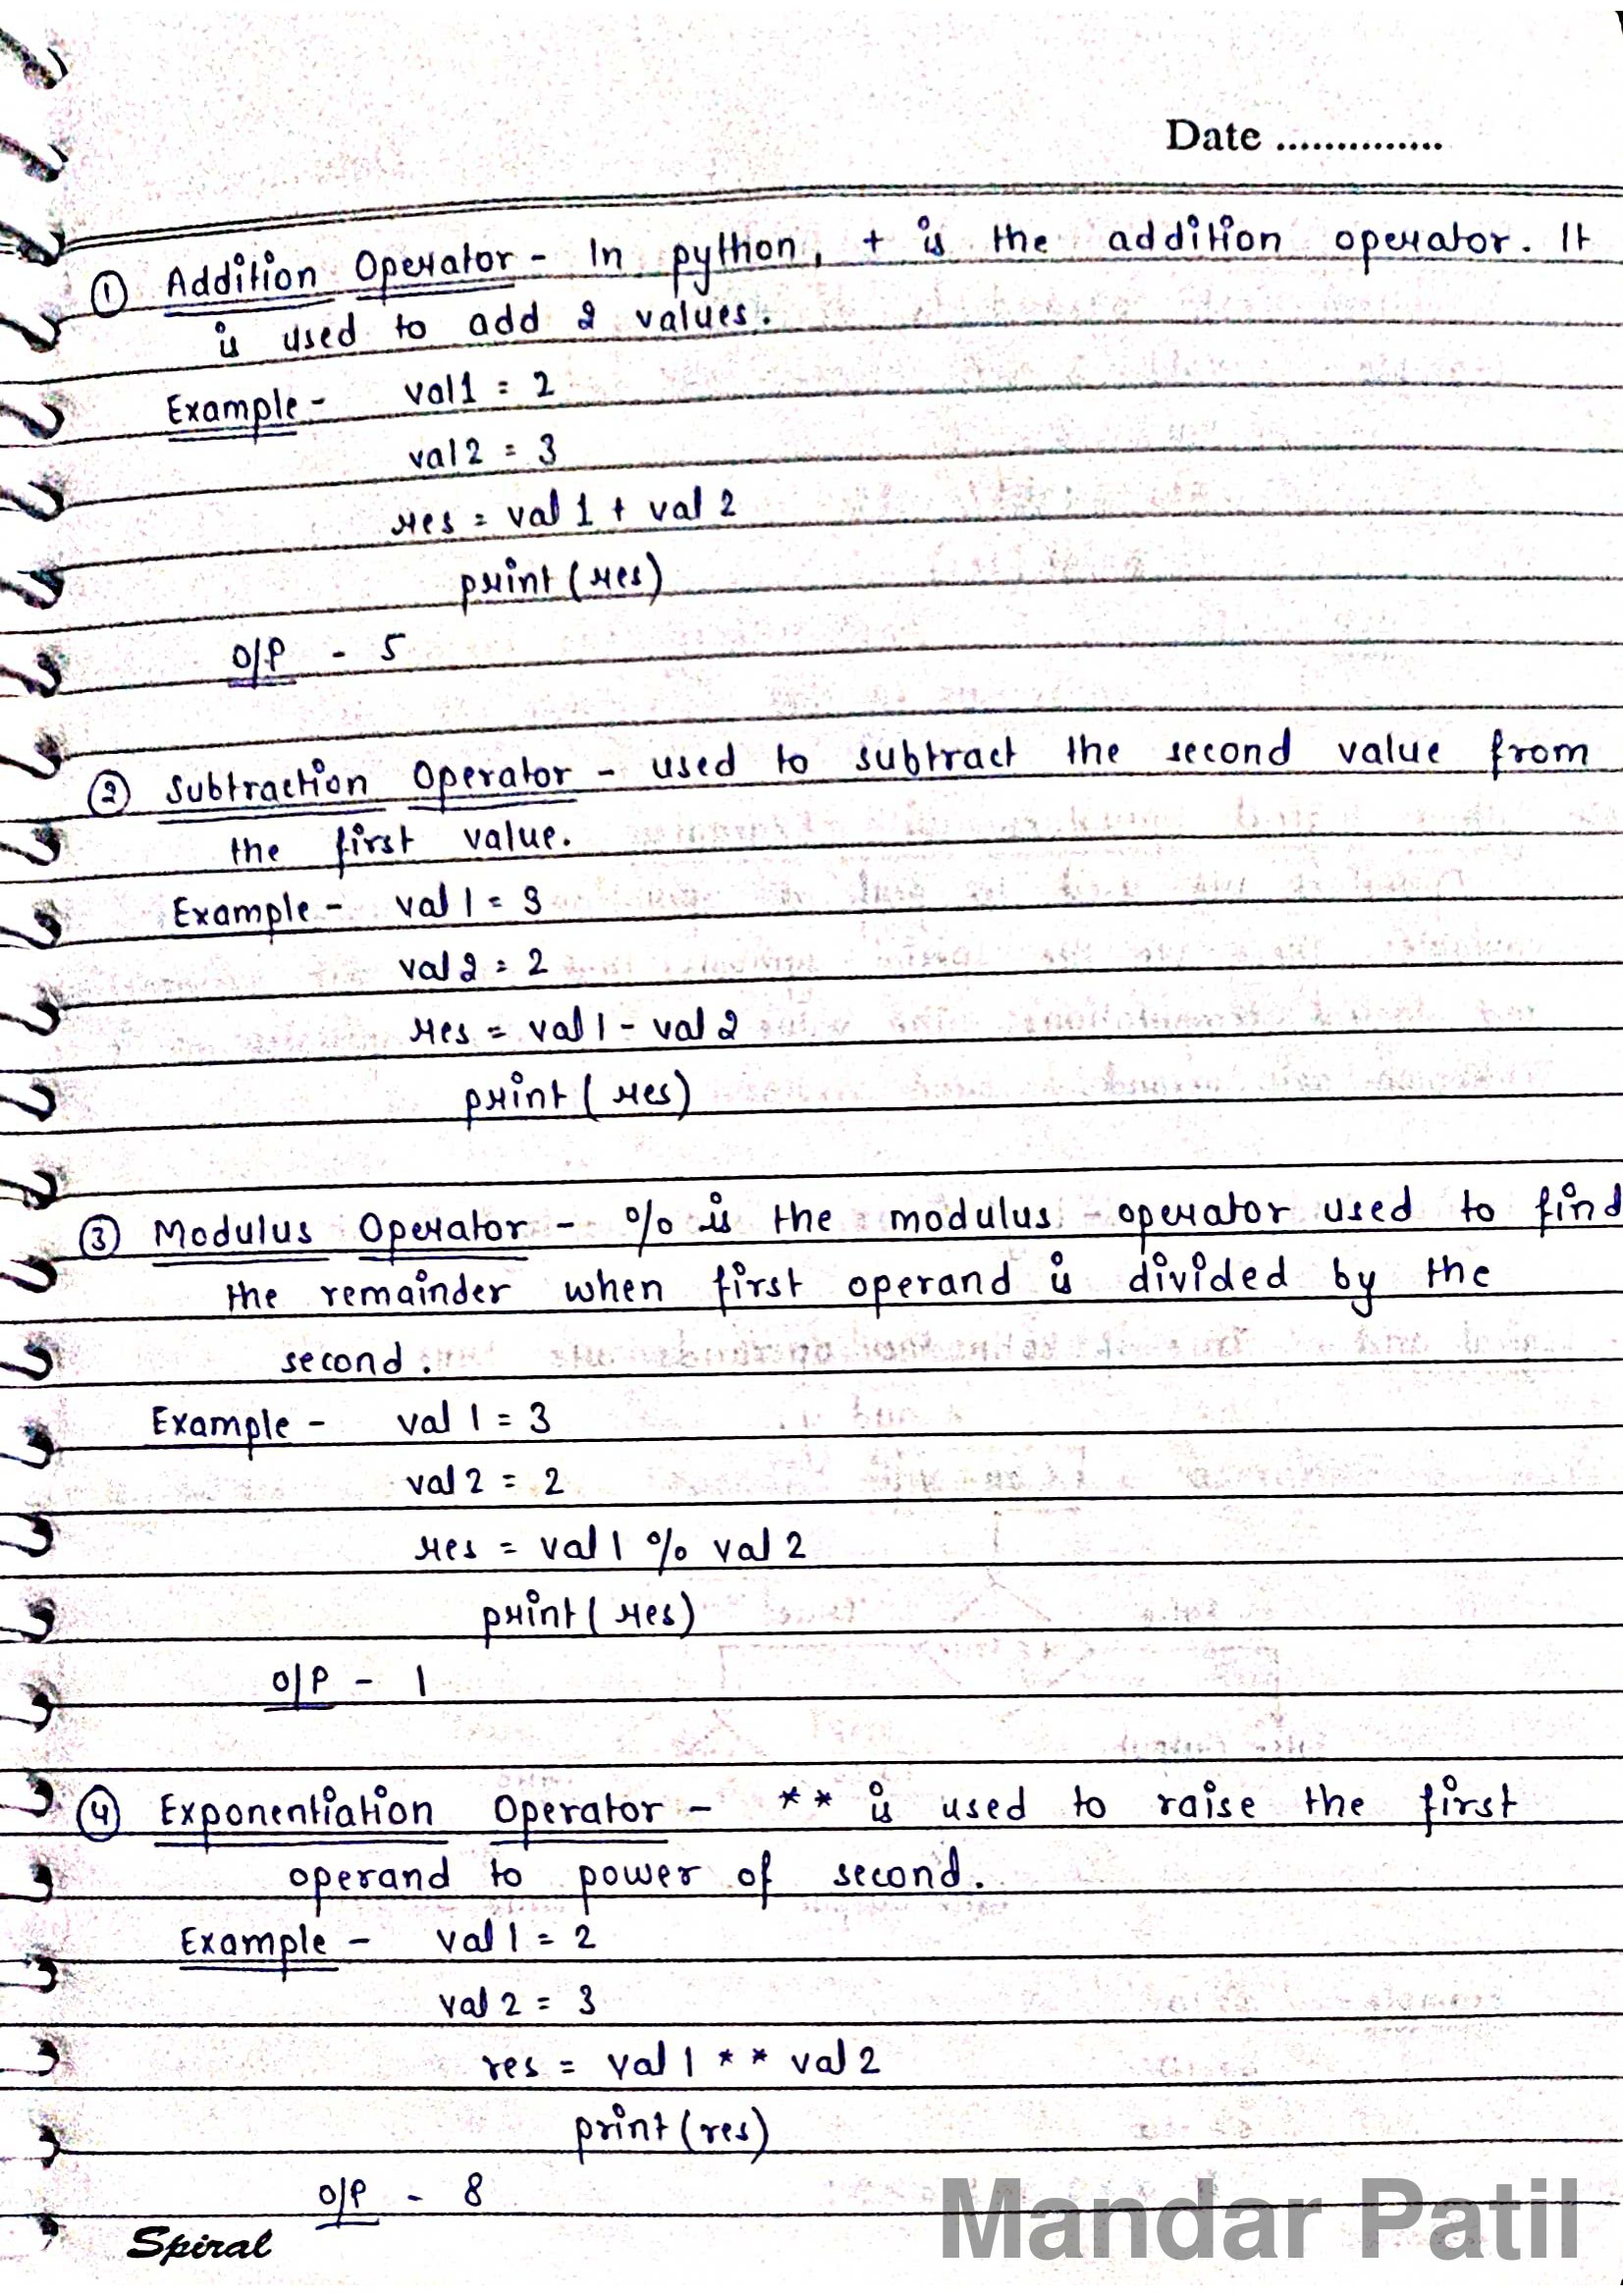 Date ..............
① Addition Operator - In python, + is the addition operator. It
is used to add 2 values.
Example - val1 = 2
val2 = 3
res = val 1 + val 2
print (res)
O/P - 5
② Subtraction Operator - used to subtract the second value from
the first value.
Example - val 1 = 3
val 2 = 2
res = val 1 - val 2
print ( res)
③ Modulus Operator - % is the modulus operator used to find
the remainder when first operand is divided by the
second.
Example - val 1 = 3
val 2 = 2
res = val 1 % val 2
print ( res)
O/P - 1
④ Exponentiation Operator - ** is used to raise the first
operand to power of second.
Example - val 1 = 2
val 2 = 3
res = val 1 ** val 2
print (res)
O/P - 8
Spiral
Mandar Patil